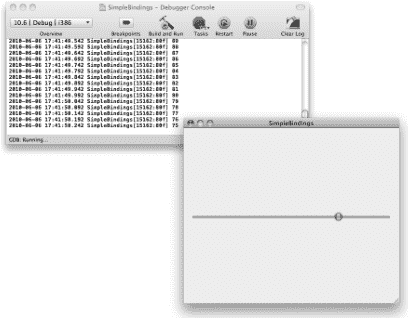 SimpleBindings - Debugger Console
10.6 | Debug | i386
Overview Breakpoints Build and Run Tasks Restart Pause Clear Log
2010-06-06 17:41:49.542 SimpleBindings[15162:80f] 89
2010-06-06 17:41:49.592 SimpleBindings[15162:80f] 88
2010-06-06 17:41:49.642 SimpleBindings[15162:80f] 87
2010-06-06 17:41:49.692 SimpleBindings[15162:80f] 86
2010-06-06 17:41:49.742 SimpleBindings[15162:80f] 85
2010-06-06 17:41:49.792 SimpleBindings[15162:80f] 84
2010-06-06 17:41:49.842 SimpleBindings[15162:80f] 83
2010-06-06 17:41:49.892 SimpleBindings[15162:80f] 82
2010-06-06 17:41:49.942 SimpleBindings[15162:80f] 81
2010-06-06 17:41:49.992 SimpleBindings[15162:80f] 80
2010-06-06 17:41:50.042 SimpleBindings[15162:80f] 79
2010-06-06 17:41:50.092 SimpleBindings[15162:80f] 78
2010-06-06 17:41:50.142 SimpleBindings[15162:80f] 77
2010-06-06 17:41:50.192 SimpleBindings[15162:80f] 76
2010-06-06 17:41:50.242 SimpleBindings[15162:80f] 75
GDB: Running...
SimpleBindings